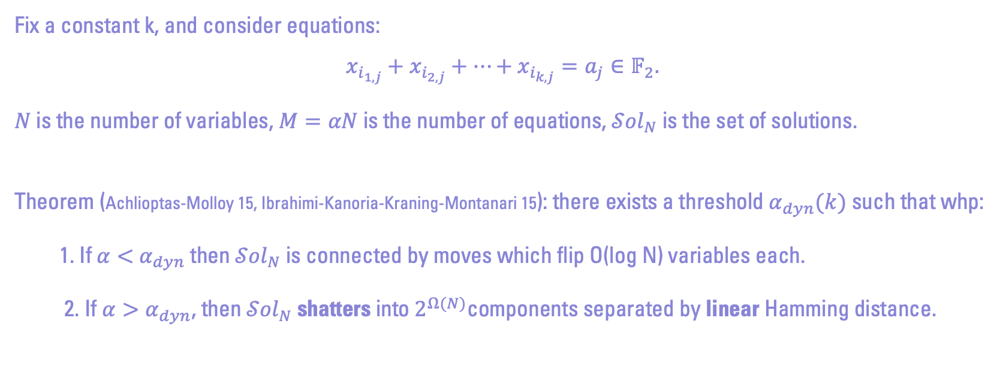 Fix a constant k, and consider equations:
$x_{i_{1,j}} + x_{i_{2,j}} + \cdots + x_{i_{k,j}} = a_j \in \mathbb{F}_2.$
$N$ is the number of variables, $M = \alpha N$ is the number of equations, $\mathcal{S}ol_N$ is the set of solutions.
Theorem (Achlioptas-Molloy 15, Ibrahimi-Kanoria-Kraning-Montanari 15): there exists a threshold $\alpha_{dyn}(k)$ such that whp:
1. If $\alpha < \alpha_{dyn}$ then $\mathcal{S}ol_N$ is connected by moves which flip O(log N) variables each.
2. If $\alpha > \alpha_{dyn}$, then $\mathcal{S}ol_N$ shatters into $2^{\Omega(N)}$ components separated by linear Hamming distance.